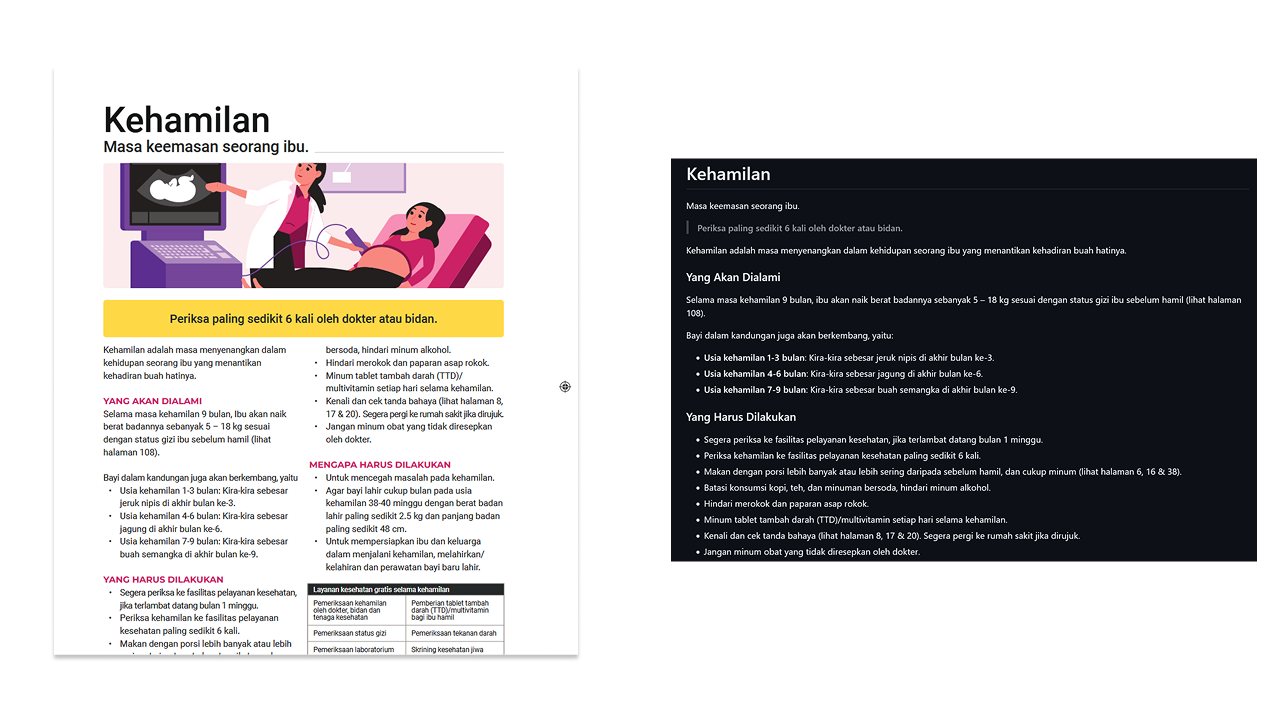 Kehamilan
Masa keemasan seorang ibu.
Periksa paling sedikit 6 kali oleh dokter atau bidan.
Kehamilan adalah masa menyenangkan dalam
kehidupan seorang ibu yang menantikan
kehadiran buah hatinya.
YANG AKAN DIALAMI
Selama masa kehamilan 9 bulan, Ibu akan naik
berat badannya sebanyak 5 – 18 kg sesuai
dengan status gizi ibu sebelum hamil (lihat
halaman 108).
Bayi dalam kandungan juga akan berkembang, yaitu
• Usia kehamilan 1-3 bulan: Kira-kira sebesar
jeruk nipis di akhir bulan ke-3.
• Usia kehamilan 4-6 bulan: Kira-kira sebesar
jagung di akhir bulan ke-6.
• Usia kehamilan 7-9 bulan: Kira-kira sebesar
buah semangka di akhir bulan ke-9.
YANG HARUS DILAKUKAN
• Segera periksa ke fasilitas pelayanan kesehatan,
jika terlambat datang bulan 1 minggu.
• Periksa kehamilan ke fasilitas pelayanan
kesehatan paling sedikit 6 kali.
• Makan dengan porsi lebih banyak atau lebih
bersoda, hindari minum alkohol.
• Hindari merokok dan paparan asap rokok.
• Minum tablet tambah darah (TTD)/
multivitamin setiap hari selama kehamilan.
• Kenali dan cek tanda bahaya (lihat halaman 8,
17 & 20). Segera pergi ke rumah sakit jika dirujuk.
• Jangan minum obat yang tidak diresepkan
oleh dokter.
MENGAPA HARUS DILAKUKAN
• Untuk mencegah masalah pada kehamilan.
• Agar bayi lahir cukup bulan pada usia
kehamilan 38-40 minggu dengan berat badan
lahir paling sedikit 2.5 kg dan panjang badan
paling sedikit 48 cm.
• Untuk mempersiapkan ibu dan keluarga
dalam menjalani kehamilan, melahirkan/
kelahiran dan perawatan bayi baru lahir.
Layanan kesehatan gratis selama kehamilan
Pemeriksaan kehamilan
oleh dokter, bidan dan
tenaga kesehatan
Pemberian tablet tambah
darah (TTD)/multivitamin
bagi ibu hamil
Pemeriksaan status gizi
Pemeriksaan tekanan darah
Pemeriksaan laboratorium
Skrining kesehatan jiwa
Kehamilan
Masa keemasan seorang ibu.
Periksa paling sedikit 6 kali oleh dokter atau bidan.
Kehamilan adalah masa menyenangkan dalam kehidupan seorang ibu yang menantikan kehadiran buah hatinya.
Yang Akan Dialami
Selama masa kehamilan 9 bulan, ibu akan naik berat badannya sebanyak 5 – 18 kg sesuai dengan status gizi ibu sebelum hamil (lihat halaman
108).
Bayi dalam kandungan juga akan berkembang, yaitu:
• Usia kehamilan 1-3 bulan: Kira-kira sebesar jeruk nipis di akhir bulan ke-3.
• Usia kehamilan 4-6 bulan: Kira-kira sebesar jagung di akhir bulan ke-6.
• Usia kehamilan 7-9 bulan: Kira-kira sebesar buah semangka di akhir bulan ke-9.
Yang Harus Dilakukan
• Segera periksa ke fasilitas pelayanan kesehatan, jika terlambat datang bulan 1 minggu.
• Periksa kehamilan ke fasilitas pelayanan kesehatan paling sedikit 6 kali.
• Makan dengan porsi lebih banyak atau lebih sering daripada sebelum hamil, dan cukup minum (lihat halaman 6, 16 & 38).
• Batasi konsumsi kopi, teh, dan minuman bersoda, hindari minum alkohol.
• Hindari merokok dan paparan asap rokok.
• Minum tablet tambah darah (TTD)/multivitamin setiap hari selama kehamilan.
• Kenali dan cek tanda bahaya (lihat halaman 8, 17 & 20). Segera pergi ke rumah sakit jika dirujuk.
• Jangan minum obat yang tidak diresepkan oleh dokter.